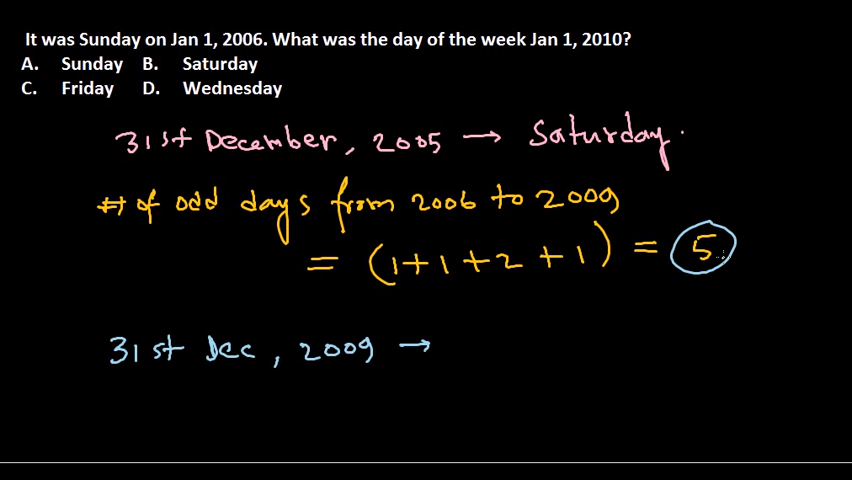 It was Sunday on Jan 1, 2006. What was the day of the week Jan 1, 2010?
A. Sunday B. Saturday
C. Friday D. Wednesday
31st December, 2005 → Saturday.
# of odd days from 2006 to 2009
= (1+1+2+1) = 5
31st Dec, 2009 →